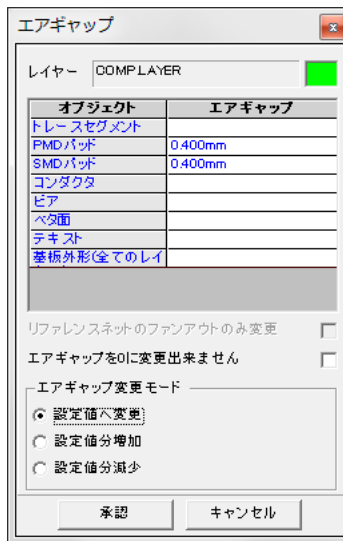 エアギャップ
レイヤー COMP.LAYER
オブジェクト エアギャップ
トレースセグメント
PMDパッド 0.400mm
SMDパッド 0.400mm
コンダクタ
ビア
ベタ面
テキスト
基板外形(全てのレイ
リファレンスネットのファンアウトのみ変更
エアギャップを0に変更出来ません
エアギャップ変更モード
設定値へ変更
設定値分増加
設定値分減少
承認 キャンセル